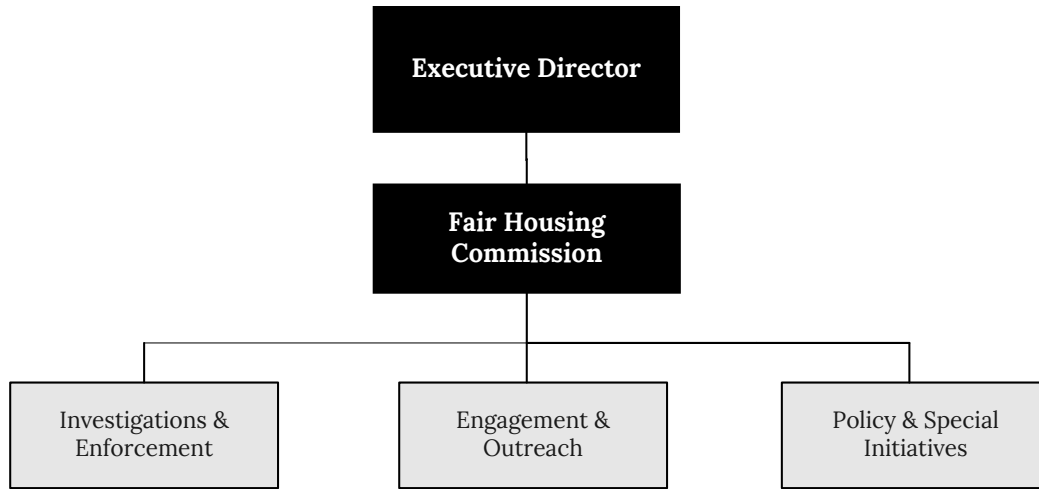 Executive Director
Fair Housing
Commission
Investigations &
Enforcement
Engagement &
Outreach
Policy & Special
Initiatives